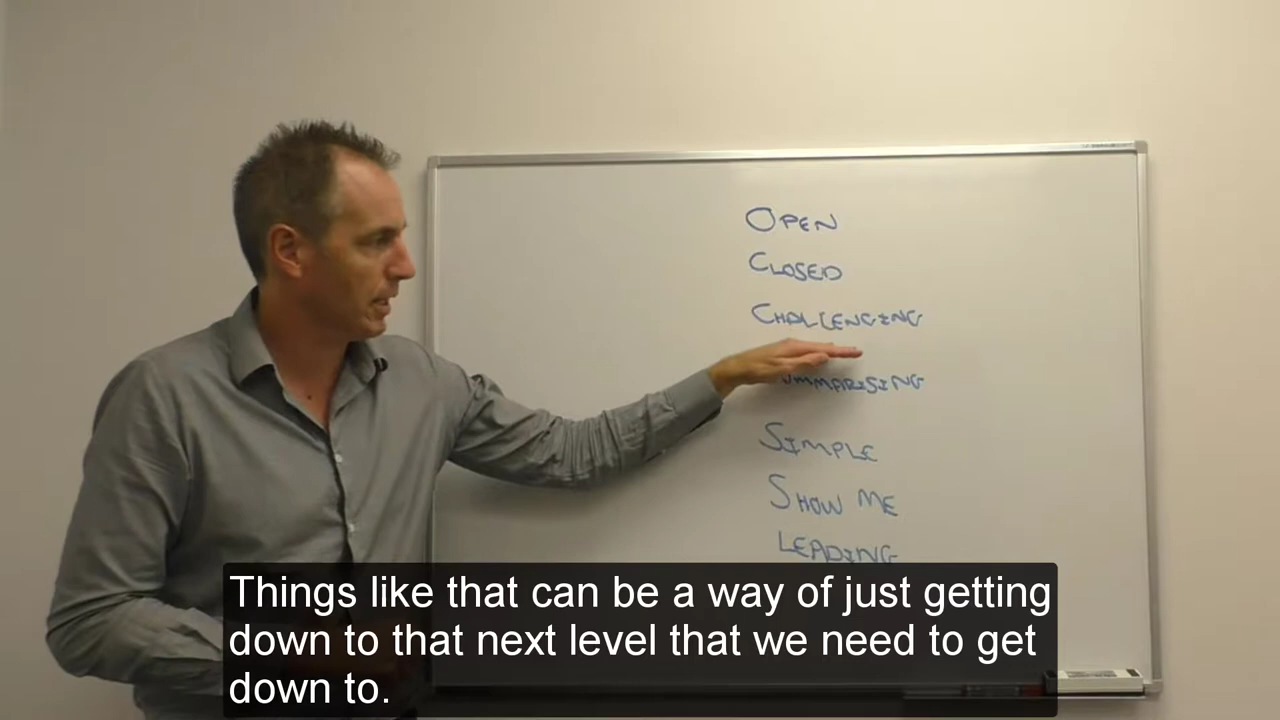 OPEN
CLOSED
CHALLENGING
SUMMARISING
SIMPLE
SHOW ME
LEADING
Things like that can be a way of just getting
down to that next level that we need to get
down to.